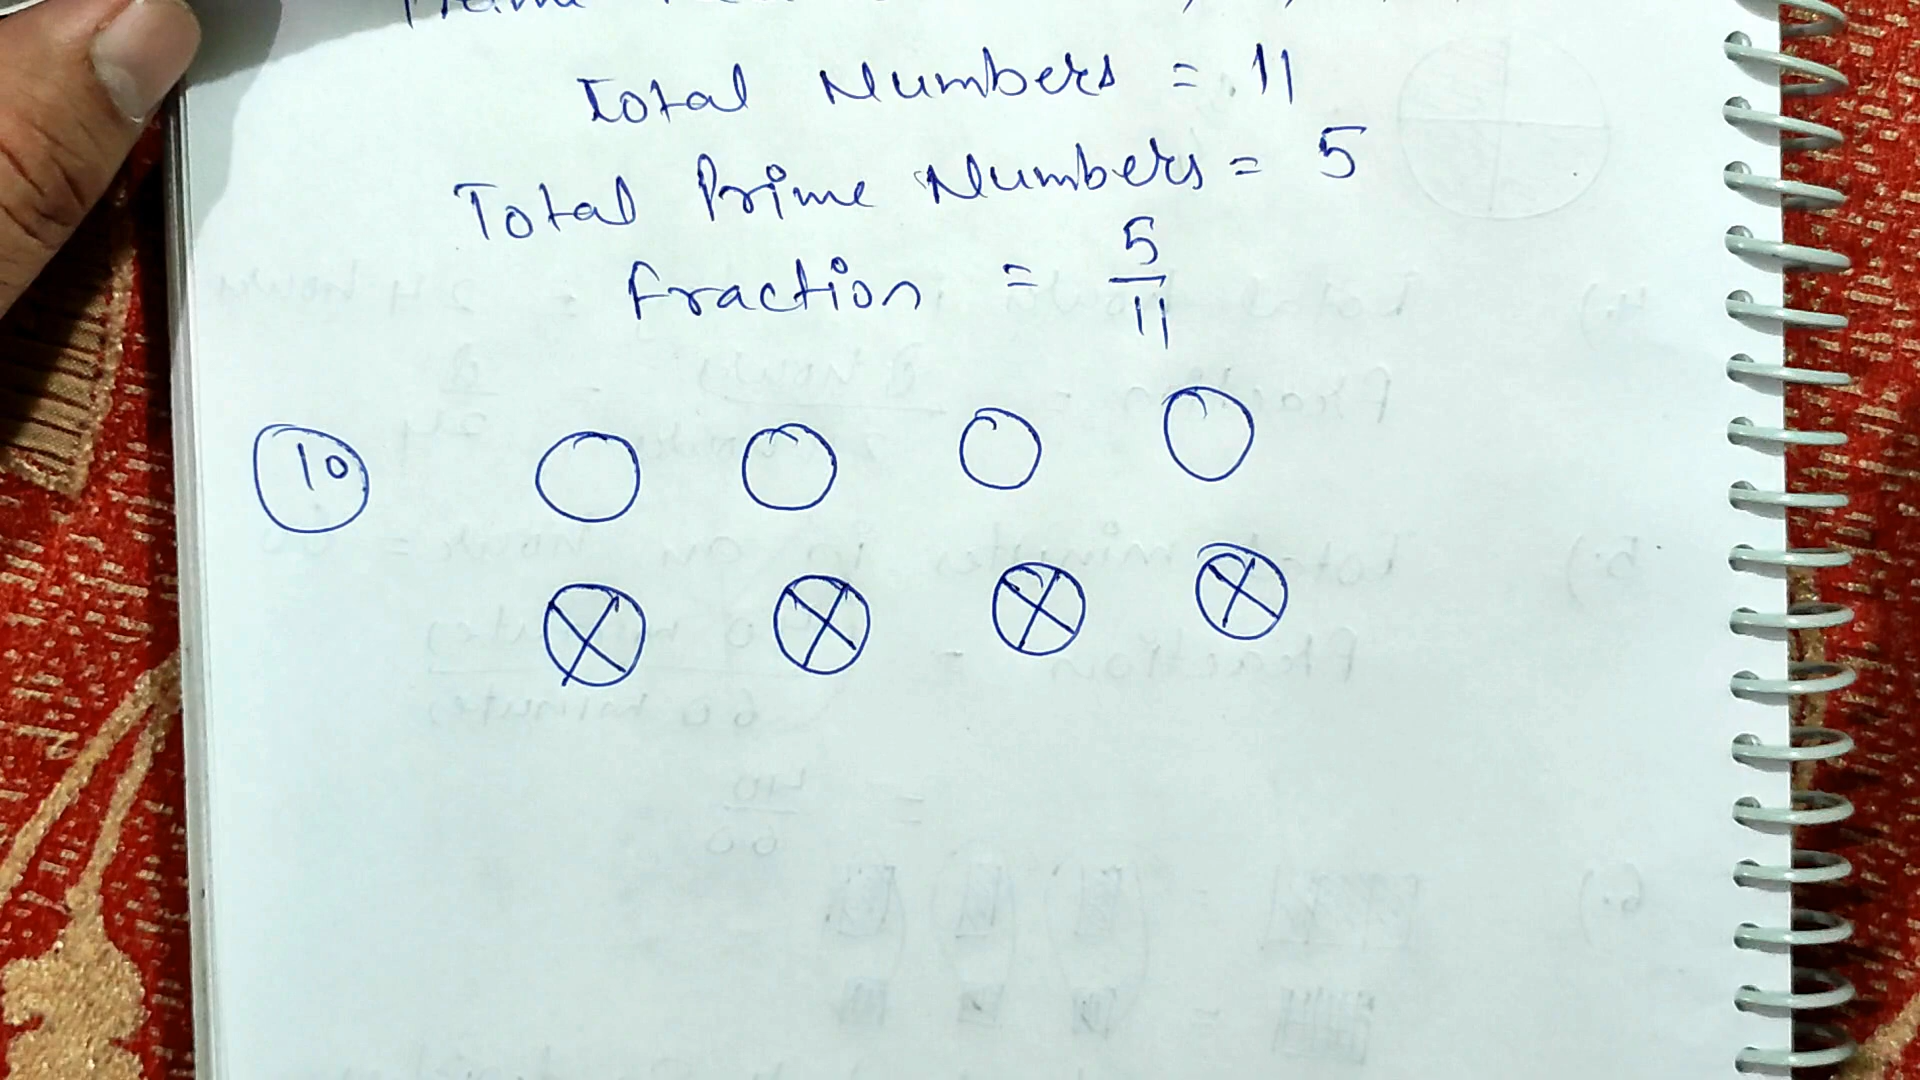 Total Numbers = 11
Total Prime Numbers = 5
fraction = 5/11
10